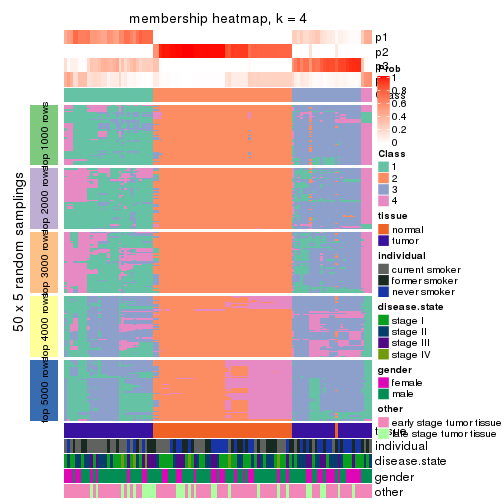 membership heatmap, k = 4
p1
p2
p3
Prob
1
0.8
0.6
0.4
0.2
0
Class
1
2
3
4
tissue
normal
tumor
individual
current smoker
former smoker
never smoker
disease.state
stage I
stage II
stage III
stage IV
gender
female
male
other
early stage tumor tissue
late stage tumor tissue
50 x 5 random samplings
top 1000 rows
top 2000 rows
top 3000 rows
top 4000 rows
top 5000 rows
tissue
individual
disease.state
gender
other